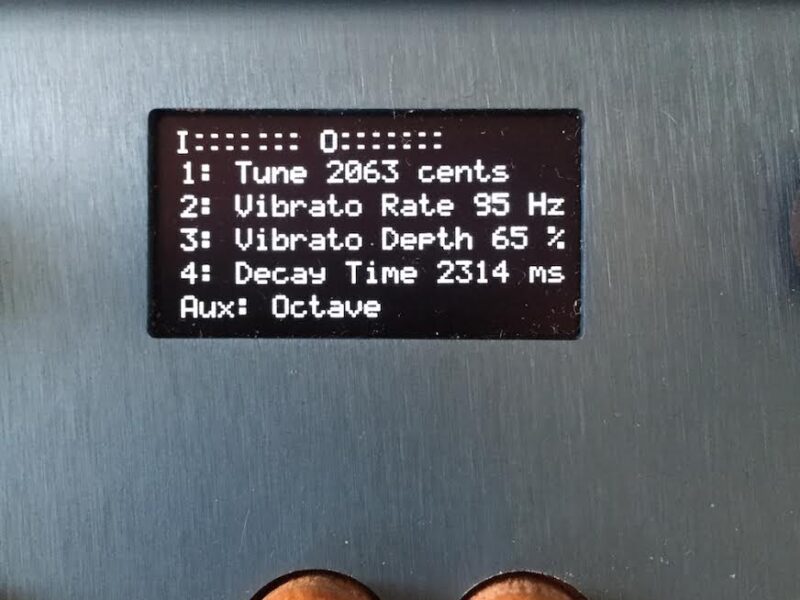 I::::::: O:::::::
1: Tune 2063 cents
2: Vibrato Rate 95 Hz
3: Vibrato Depth 65 %
4: Decay Time 2314 ms
Aux: Octave